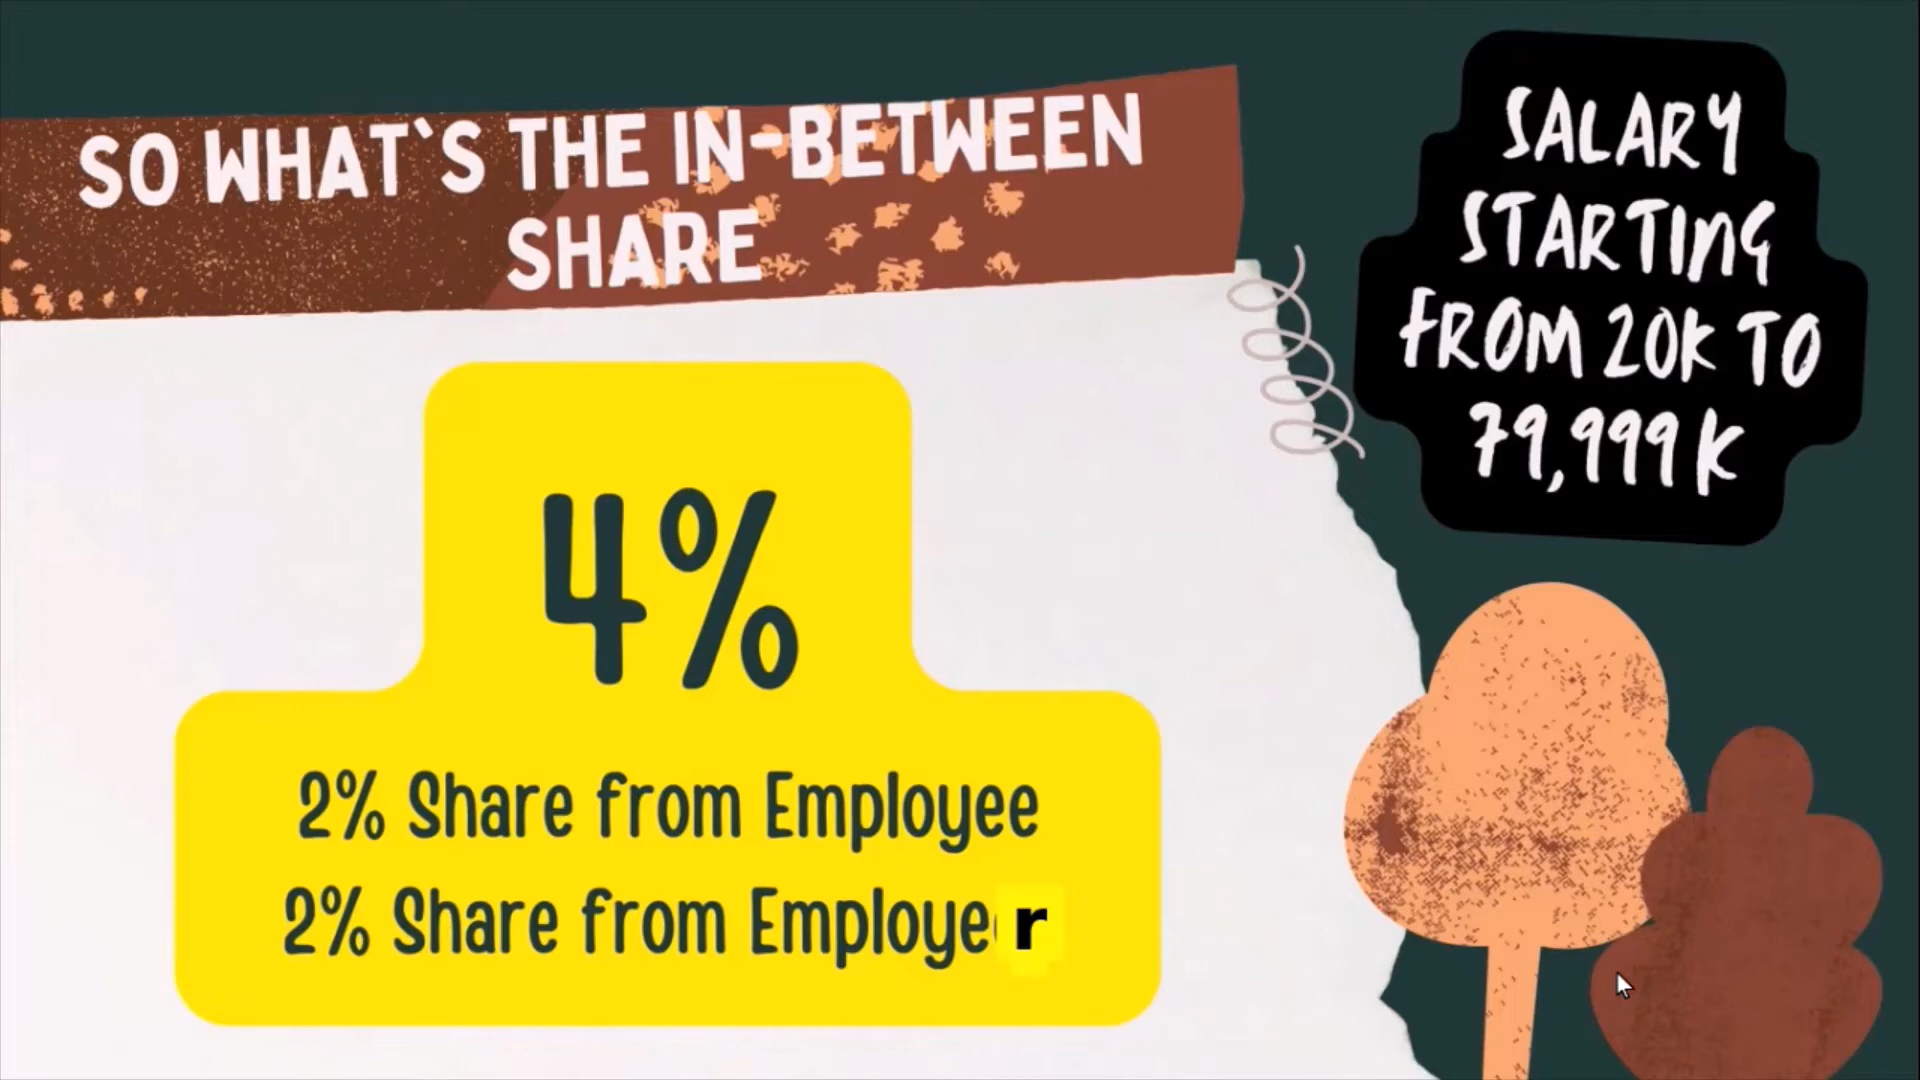 SO WHAT`S THE IN-BETWEEN
SHARE
SALARY
STARTING
FROM 20K TO
79,999 K
4%
2% Share from Employee
2% Share from Employer